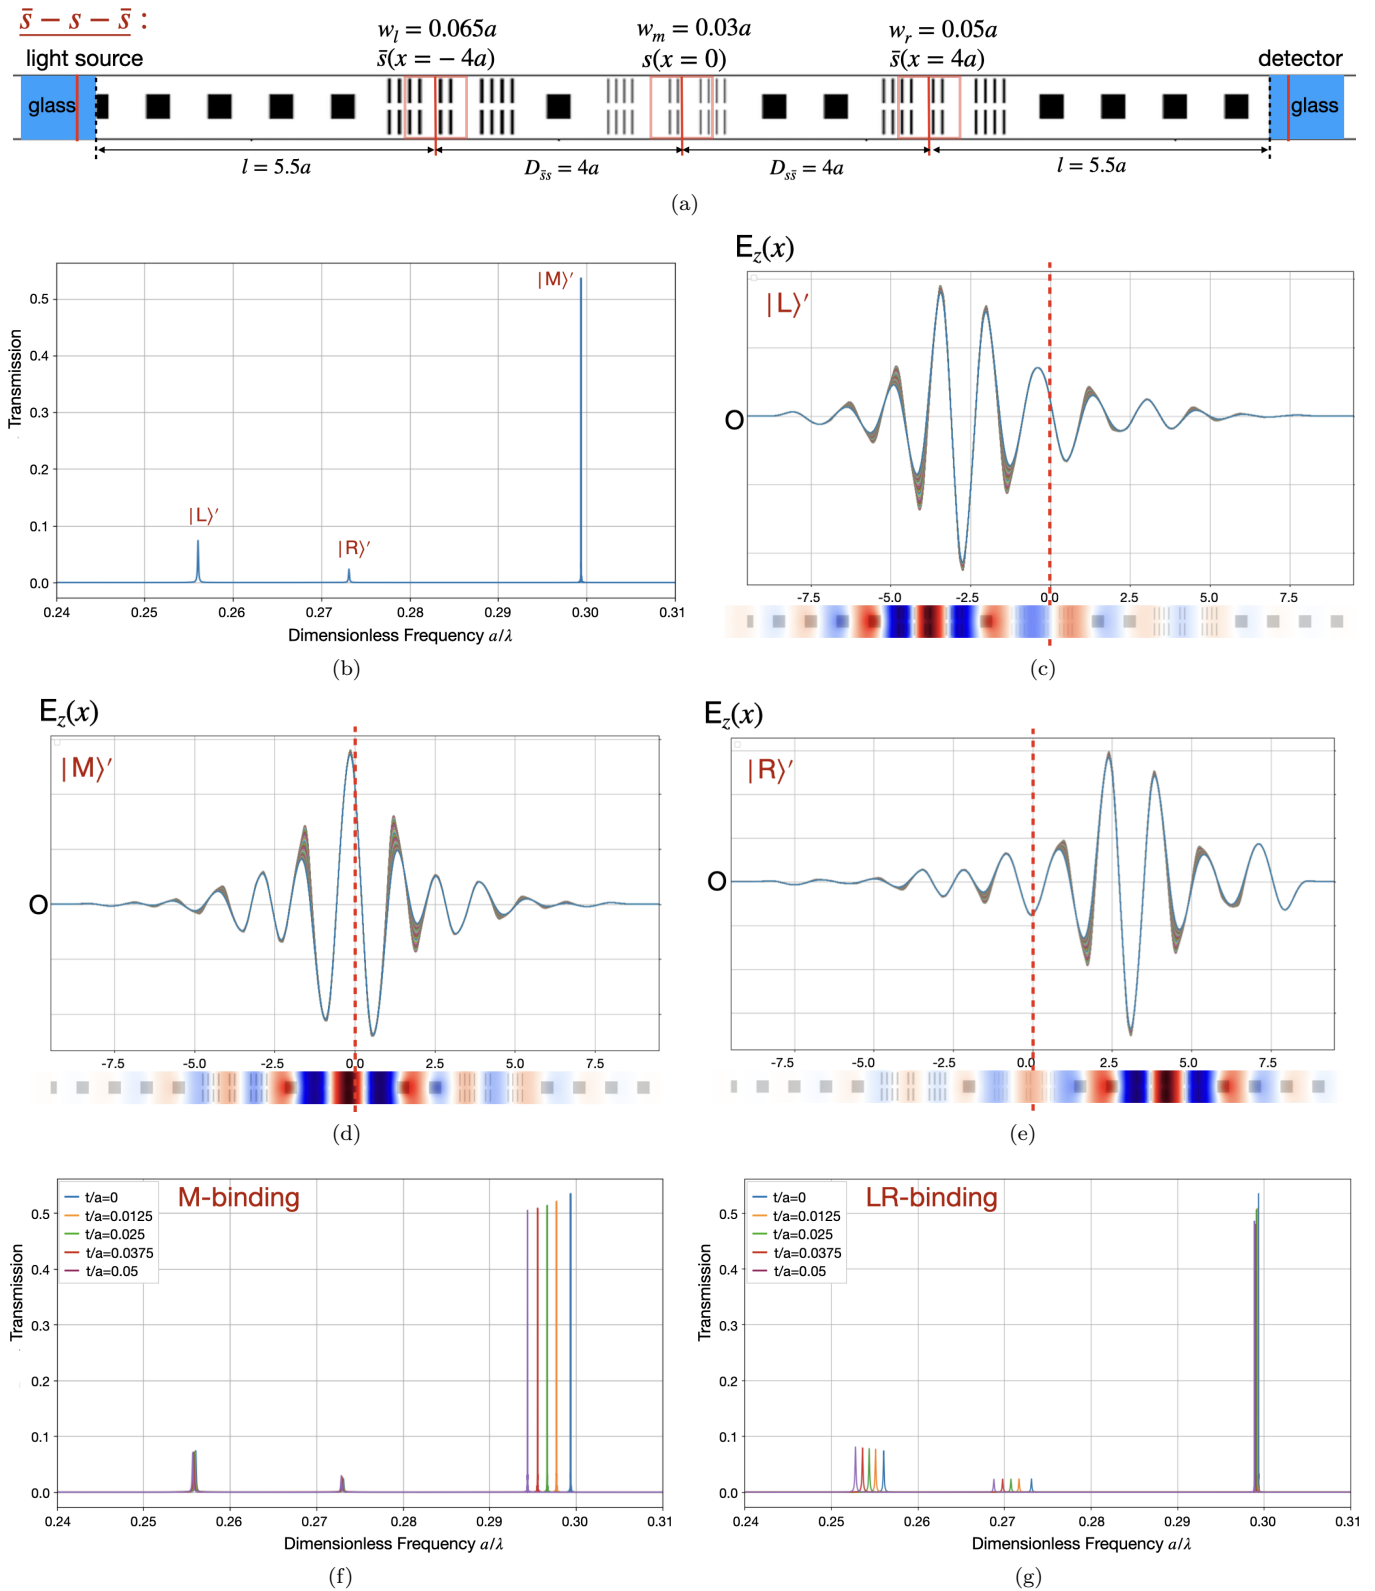 s̄ − s − s̄ :
w_l = 0.065a w_m = 0.03a w_r = 0.05a
light source s̄(x = − 4a) s(x = 0) s̄(x = 4a) detector
glass glass
l = 5.5a D_s̄s = 4a D_ss̄ = 4a l = 5.5a
(a)
|M⟩′
|L⟩′
|R⟩′
0.5
0.4
0.3
0.2
0.1
0.0
Transmission
0.24 0.25 0.26 0.27 0.28 0.29 0.30 0.31
Dimensionless Frequency a/λ
(b)
E_z(x)
|L⟩′
O
-7.5 -5.0 -2.5 0.0 2.5 5.0 7.5
(c)
E_z(x)
|M⟩′
O
-7.5 -5.0 -2.5 0.0 2.5 5.0 7.5
(d)
E_z(x)
|R⟩′
O
-7.5 -5.0 -2.5 0.0 2.5 5.0 7.5
(e)
M-binding
t/a=0
t/a=0.0125
t/a=0.025
t/a=0.0375
t/a=0.05
0.5
0.4
0.3
0.2
0.1
0.0
Transmission
0.24 0.25 0.26 0.27 0.28 0.29 0.30 0.31
Dimensionless Frequency a/λ
(f)
LR-binding
t/a=0
t/a=0.0125
t/a=0.025
t/a=0.0375
t/a=0.05
0.5
0.4
0.3
0.2
0.1
0.0
Transmission
0.24 0.25 0.26 0.27 0.28 0.29 0.30 0.31
Dimensionless Frequency a/λ
(g)